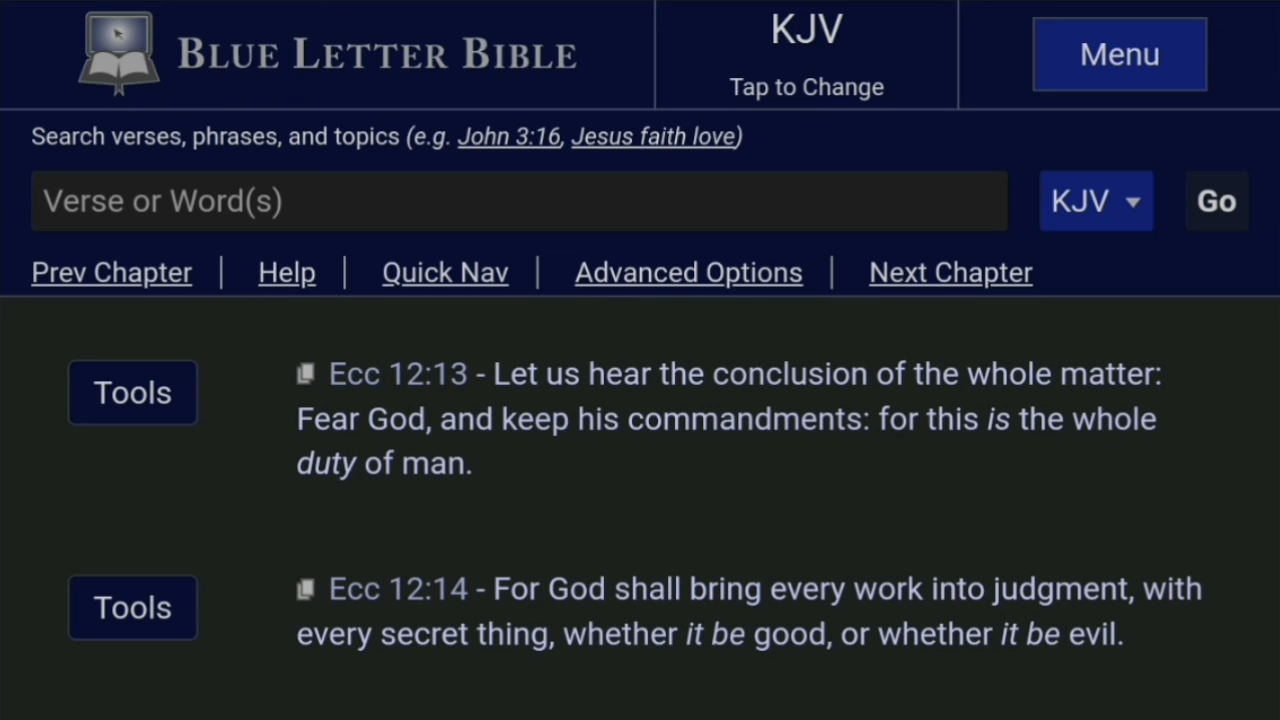 BLUE LETTER BIBLE
KJV
Tap to Change
Menu
Search verses, phrases, and topics (e.g. John 3:16, Jesus faith love)
Verse or Word(s)
KJV
Go
Prev Chapter | Help | Quick Nav | Advanced Options | Next Chapter
Tools
Ecc 12:13 - Let us hear the conclusion of the whole matter:
Fear God, and keep his commandments: for this is the whole
duty of man.
Tools
Ecc 12:14 - For God shall bring every work into judgment, with
every secret thing, whether it be good, or whether it be evil.